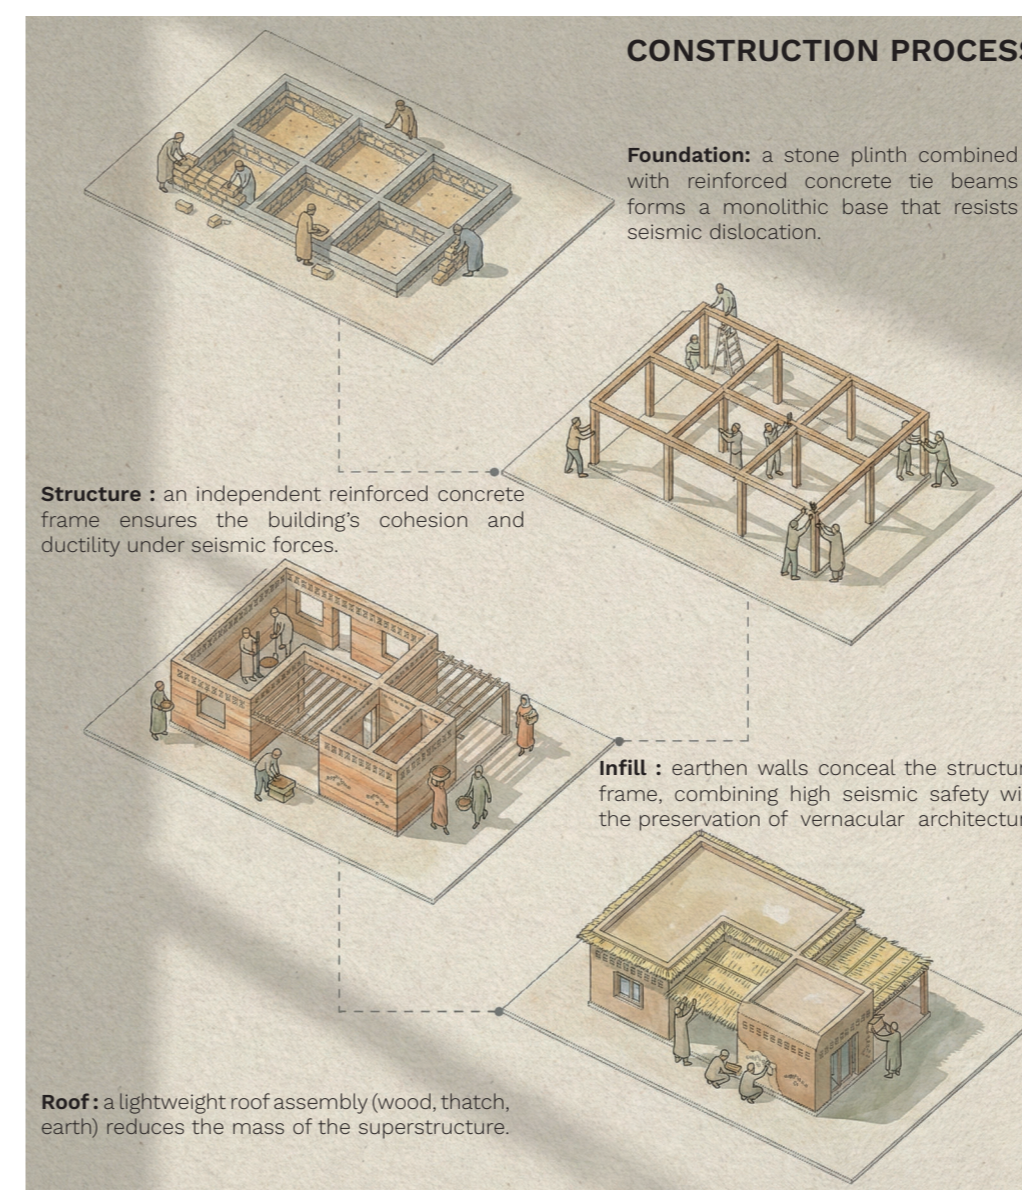 CONSTRUCTION PROCESS
Foundation: a stone plinth combined
with reinforced concrete tie beams
forms a monolithic base that resists
seismic dislocation.
Structure : an independent reinforced concrete
frame ensures the building's cohesion and
ductility under seismic forces.
Infill : earthen walls conceal the structur
frame, combining high seismic safety wi
the preservation of vernacular architectur
Roof : a lightweight roof assembly (wood, thatch,
earth) reduces the mass of the superstructure.